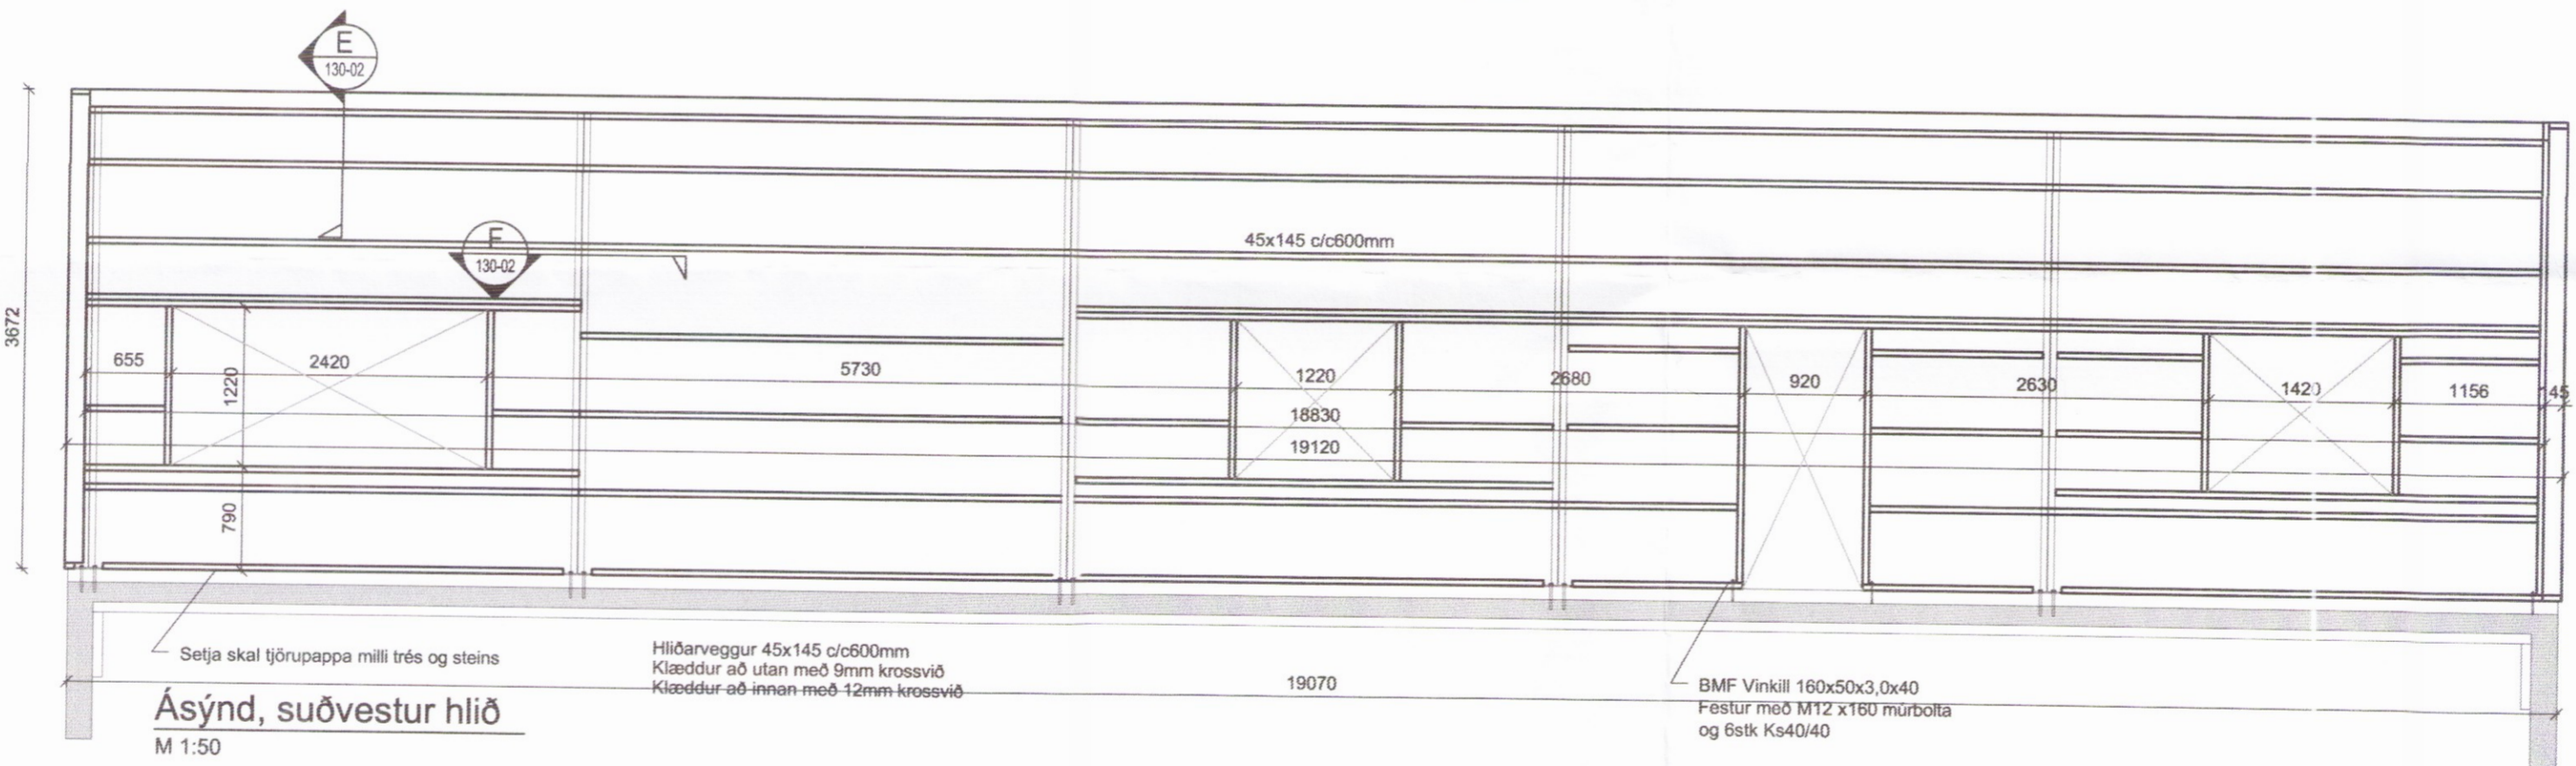 E
130-02
F
130-02
45x145 c/c600mm
3672
655
2420
1220
5730
1220
2680
920
2630
1420
1156
145
18830
19120
790
Setja skal tjörupappa milli trés og steins
Hliðarveggur 45x145 c/c600mm
Klæddur að utan með 9mm krossvið
Klæddur að innan með 12mm krossvið
19070
BMF Vinkill 160x50x3,0x40
Festur með M12 x160 múrbolta
og 6stk Ks40/40
Ásýnd, suðvestur hlið
M 1:50